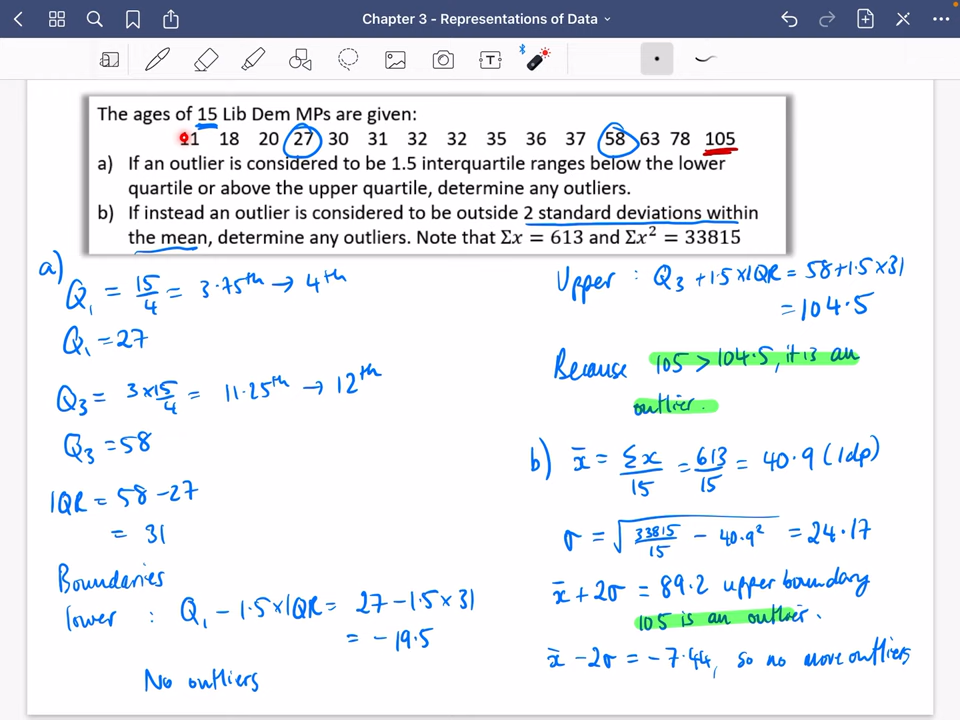 Chapter 3 - Representations of Data
The ages of 15 Lib Dem MPs are given:
11 18 20 27 30 31 32 32 35 36 37 58 63 78 105
a) If an outlier is considered to be 1.5 interquartile ranges below the lower
quartile or above the upper quartile, determine any outliers.
b) If instead an outlier is considered to be outside 2 standard deviations within
the mean, determine any outliers. Note that Σx = 613 and Σx² = 33815
a)
Q₁ = 15/4 = 3.75th → 4th
Q₁ = 27
Q₃ = 3×15/4 = 11.25th → 12th
Q₃ = 58
IQR = 58 - 27
= 31
Boundaries
lower : Q₁ - 1.5×IQR = 27 - 1.5 × 31
= -19.5
No outliers
Upper : Q₃ + 1.5×IQR = 58 + 1.5 × 31
= 104.5
Because 105 > 104.5, it is an
outlier.
b) x̄ = Σx/15 = 613/15 = 40.9 (1dp)
σ = √(33815/15 - 40.9²) = 24.17
x̄ + 2σ = 89.2 upper boundary
105 is an outlier.
x̄ - 2σ = -7.44, so no more outliers